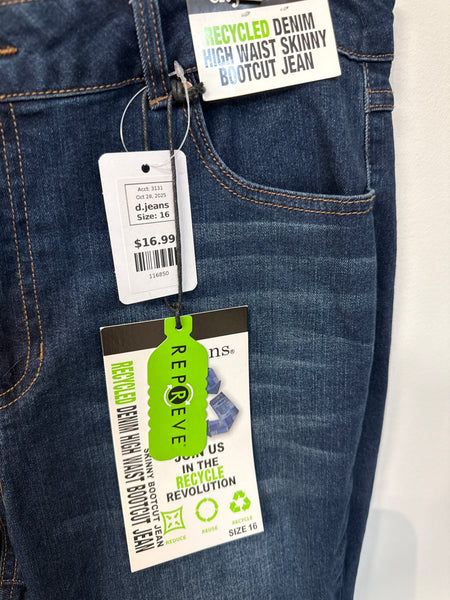 RECYCLED DENIM
HIGH WAIST SKINNY
BOOTCUT JEAN
Acct: 3131
Oct 28, 2025
d.jeans
Size: 16
$16.99
116850
ns®
REPREVE
RECYCLED DENIM HIGH WAIST BOOTCUT JEAN
SKINNY BOOTCUT JEAN
JOIN US
IN THE
RECYCLE
REVOLUTION
REDUCE
REUSE
RECYCLE
SIZE 16